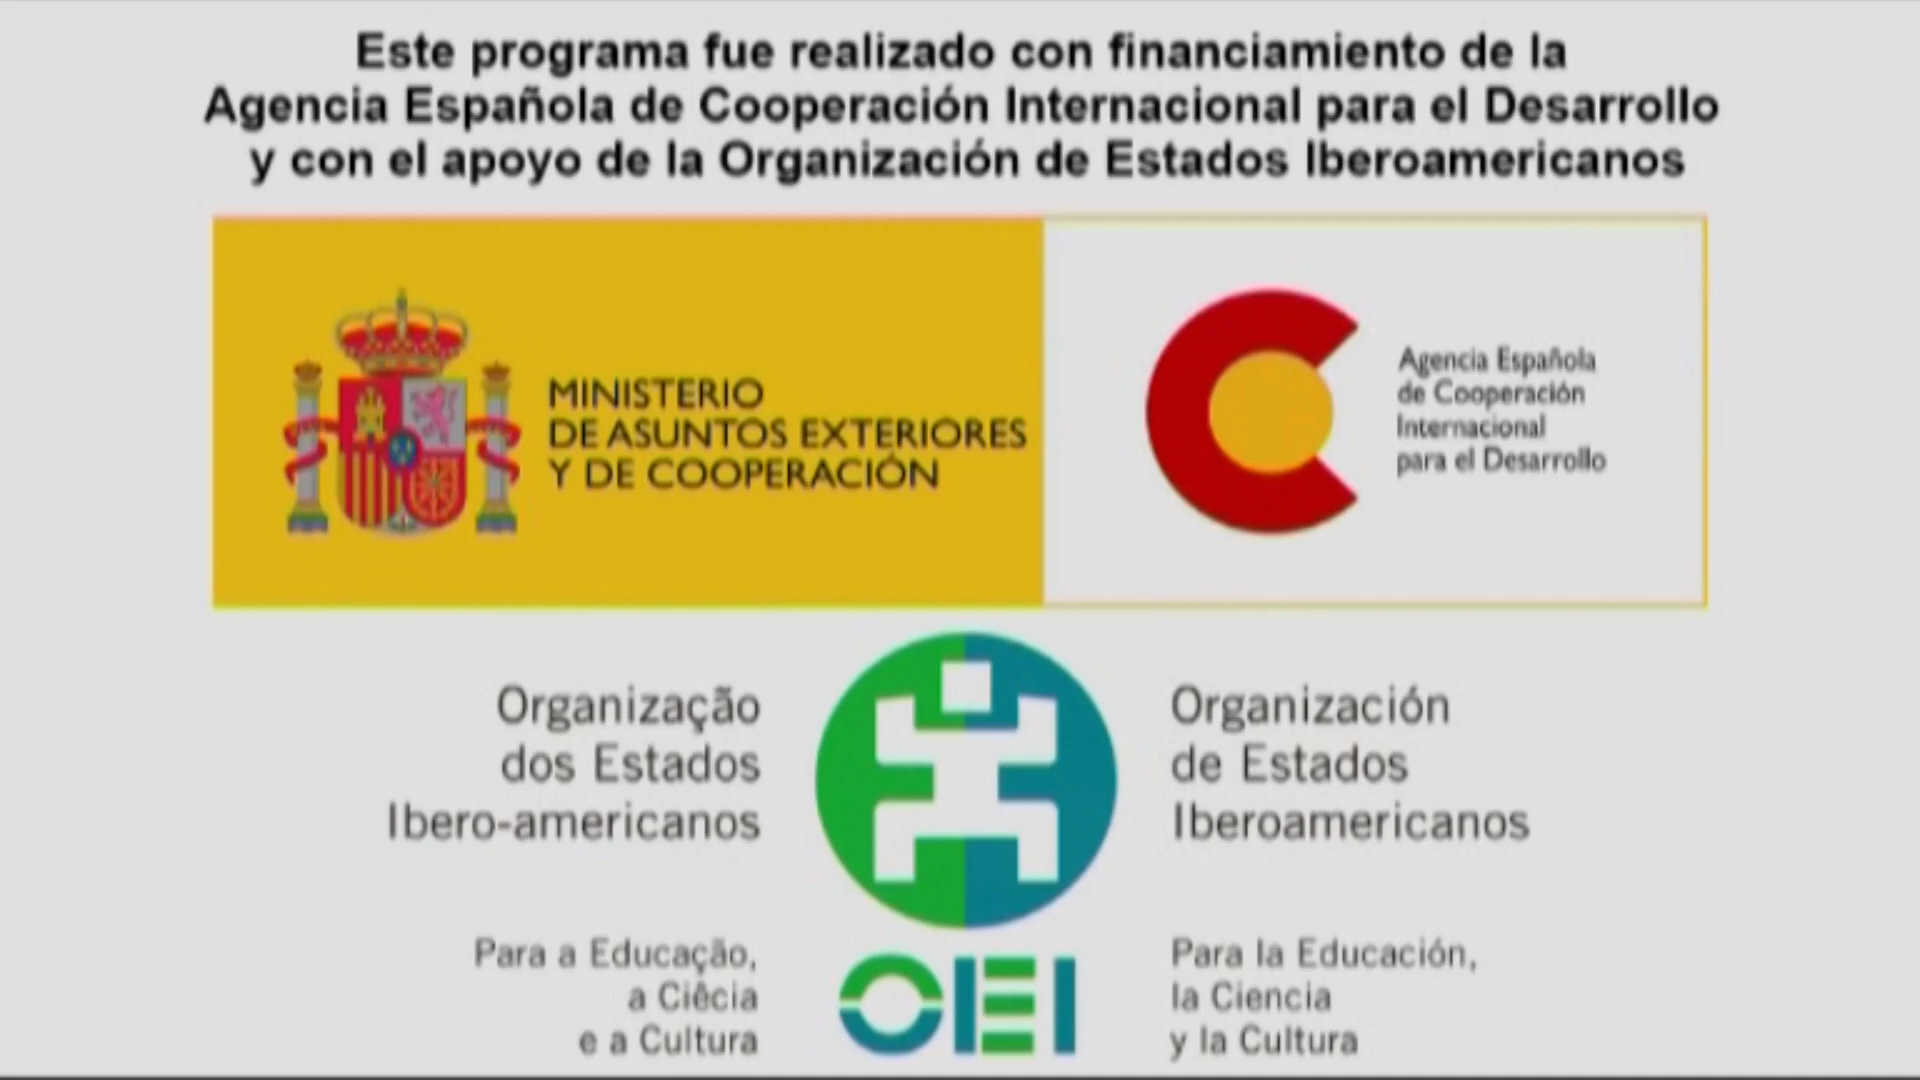 Este programa fue realizado con financiamiento de la
Agencia Española de Cooperación Internacional para el Desarrollo
y con el apoyo de la Organización de Estados Iberoamericanos
MINISTERIO
DE ASUNTOS EXTERIORES
Y DE COOPERACIÓN
Agencia Española
de Cooperación
Internacional
para el Desarrollo
Organização
dos Estados
Ibero-americanos
Organización
de Estados
Iberoamericanos
Para a Educação,
a Ciêcia
e a Cultura
OEI
Para la Educación,
la Ciencia
y la Cultura